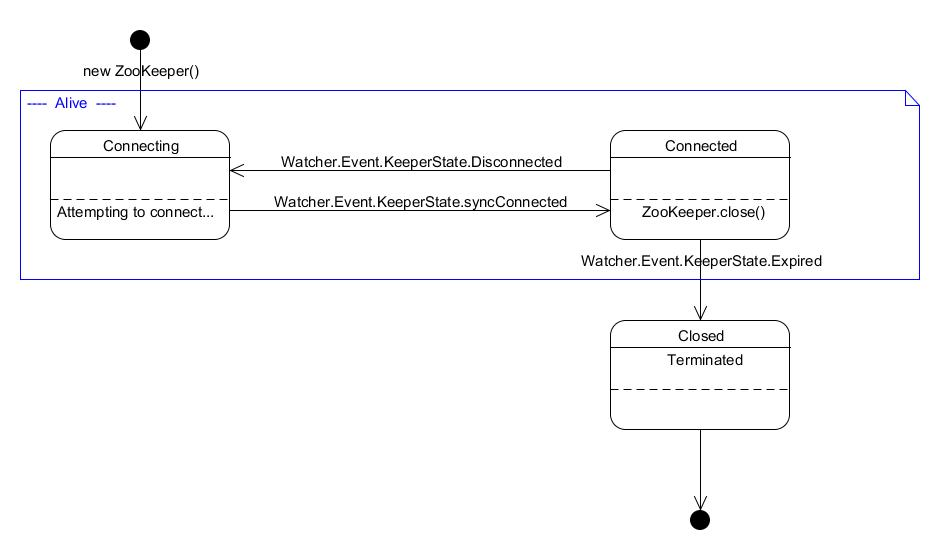 new ZooKeeper()
---- Alive ----
Connecting
Attempting to connect...
Watcher.Event.KeeperState.Disconnected
Watcher.Event.KeeperState.syncConnected
Connected
ZooKeeper.close()
Watcher.Event.KeeperState.Expired
Closed
Terminated